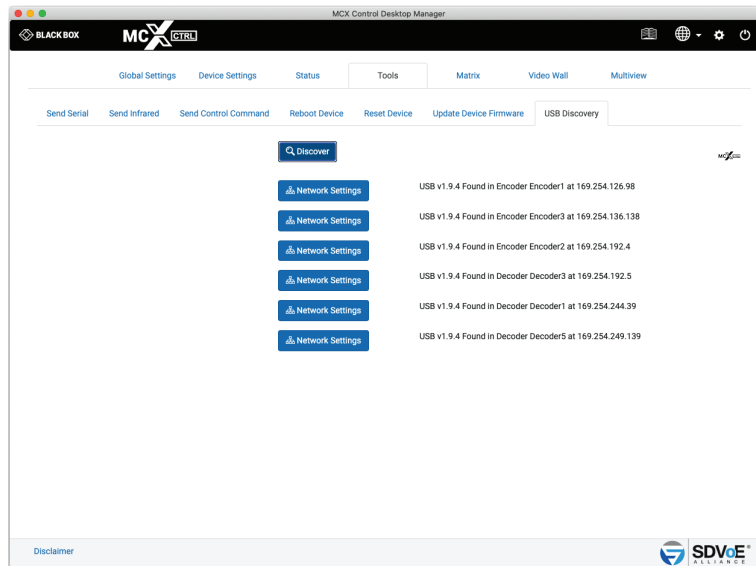 MCX Control Desktop Manager
BLACK BOX
MCX CTRL
Global Settings Device Settings Status Tools Matrix Video Wall Multiview
Send Serial Send Infrared Send Control Command Reboot Device Reset Device Update Device Firmware USB Discovery
Discover
MCX
Network Settings USB v1.9.4 Found in Encoder Encoder1 at 169.254.126.98
Network Settings USB v1.9.4 Found in Encoder Encoder3 at 169.254.136.138
Network Settings USB v1.9.4 Found in Encoder Encoder2 at 169.254.192.4
Network Settings USB v1.9.4 Found in Decoder Decoder3 at 169.254.192.5
Network Settings USB v1.9.4 Found in Decoder Decoder1 at 169.254.244.39
Network Settings USB v1.9.4 Found in Decoder Decoder5 at 169.254.249.139
Disclaimer
SDVoE®
ALLIANCE